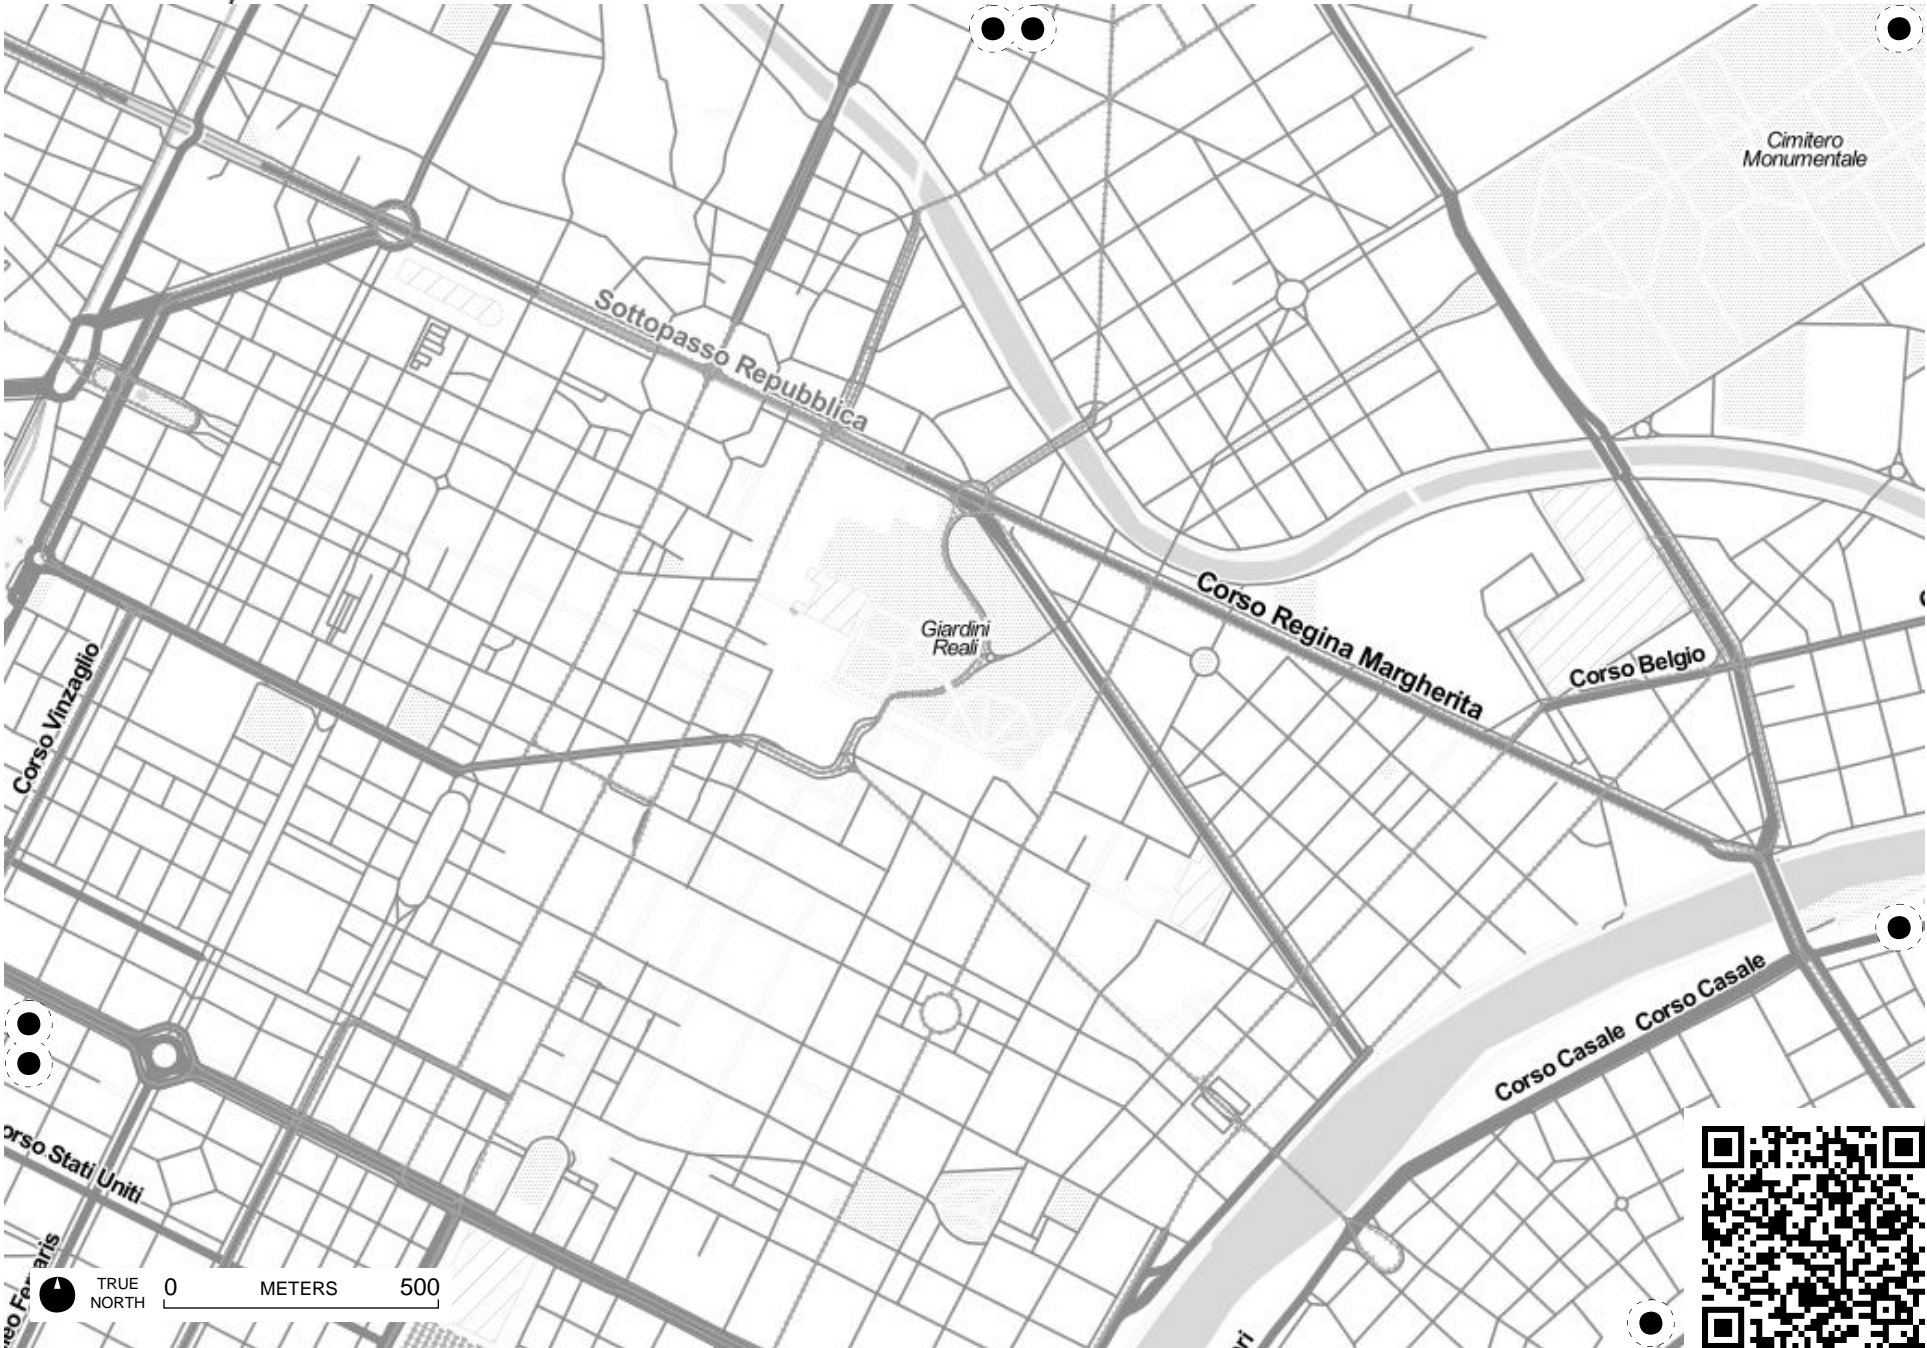 Cimitero
Monumentale
Sottopasso Repubblica
Corso Regina Margherita
Giardini
Reali
Corso Belgio
Corso Vinzaglio
Corso Casale
Corso Casale
orso Stati Uniti
TRUE
NORTH
0 METERS 500